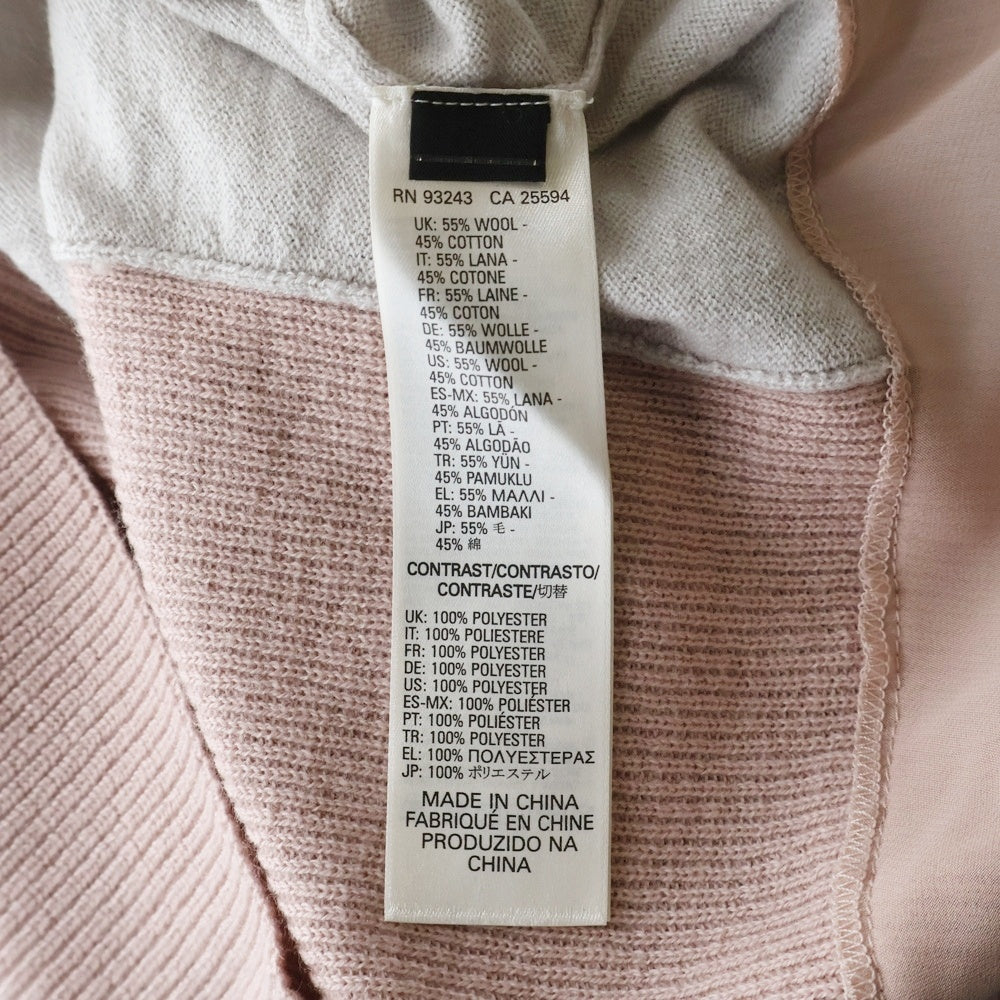 RN 93243 CA 25594
UK: 55% WOOL -
45% COTTON
IT: 55% LANA -
45% COTONE
FR: 55% LAINE -
45% COTON
DE: 55% WOLLE -
45% BAUMWOLLE
US: 55% WOOL -
45% COTTON
ES-MX: 55% LANA -
45% ALGODÓN
PT: 55% LÃ -
45% ALGODÃO
TR: 55% YÜN -
45% PAMUKLU
EL: 55% ΜΑΛΛΙ -
45% ΒΑΜΒΑΚΙ
JP: 55% 毛 -
45% 綿
CONTRAST/CONTRASTO/
CONTRASTE/切替
UK: 100% POLYESTER
IT: 100% POLIESTERE
FR: 100% POLYESTER
DE: 100% POLYESTER
US: 100% POLYESTER
ES-MX: 100% POLIÉSTER
PT: 100% POLIÉSTER
TR: 100% POLYESTER
EL: 100% ΠΟΛΥΕΣΤΕΡΑΣ
JP: 100% ポリエステル
MADE IN CHINA
FABRIQUÉ EN CHINE
PRODUZIDO NA
CHINA